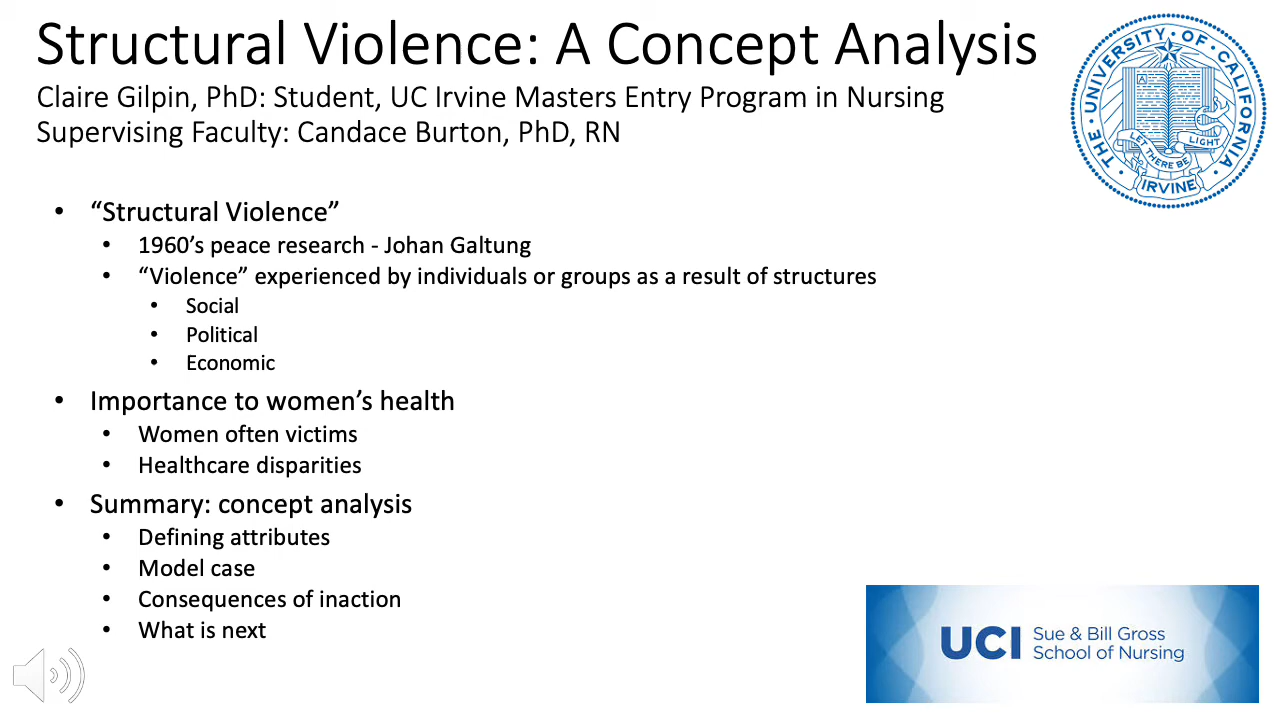 Structural Violence: A Concept Analysis
Claire Gilpin, PhD: Student, UC Irvine Masters Entry Program in Nursing
Supervising Faculty: Candace Burton, PhD, RN
THE · UNIVERSITY · OF · CALIFORNIA
A
LET THERE BE LIGHT
· IRVINE ·
• “Structural Violence”
• 1960’s peace research - Johan Galtung
• “Violence” experienced by individuals or groups as a result of structures
• Social
• Political
• Economic
• Importance to women’s health
• Women often victims
• Healthcare disparities
• Summary: concept analysis
• Defining attributes
• Model case
• Consequences of inaction
• What is next
UCI
Sue & Bill Gross
School of Nursing